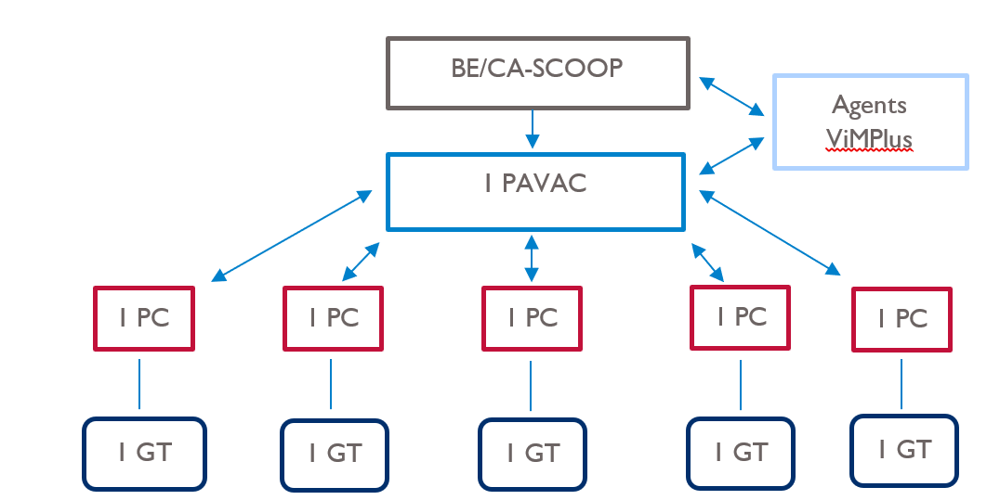 BE/CA-SCOOP
Agents
ViMPlus
1 PAVAC
1 PC
1 PC
1 PC
1 PC
1 PC
1 GT
1 GT
1 GT
1 GT
1 GT